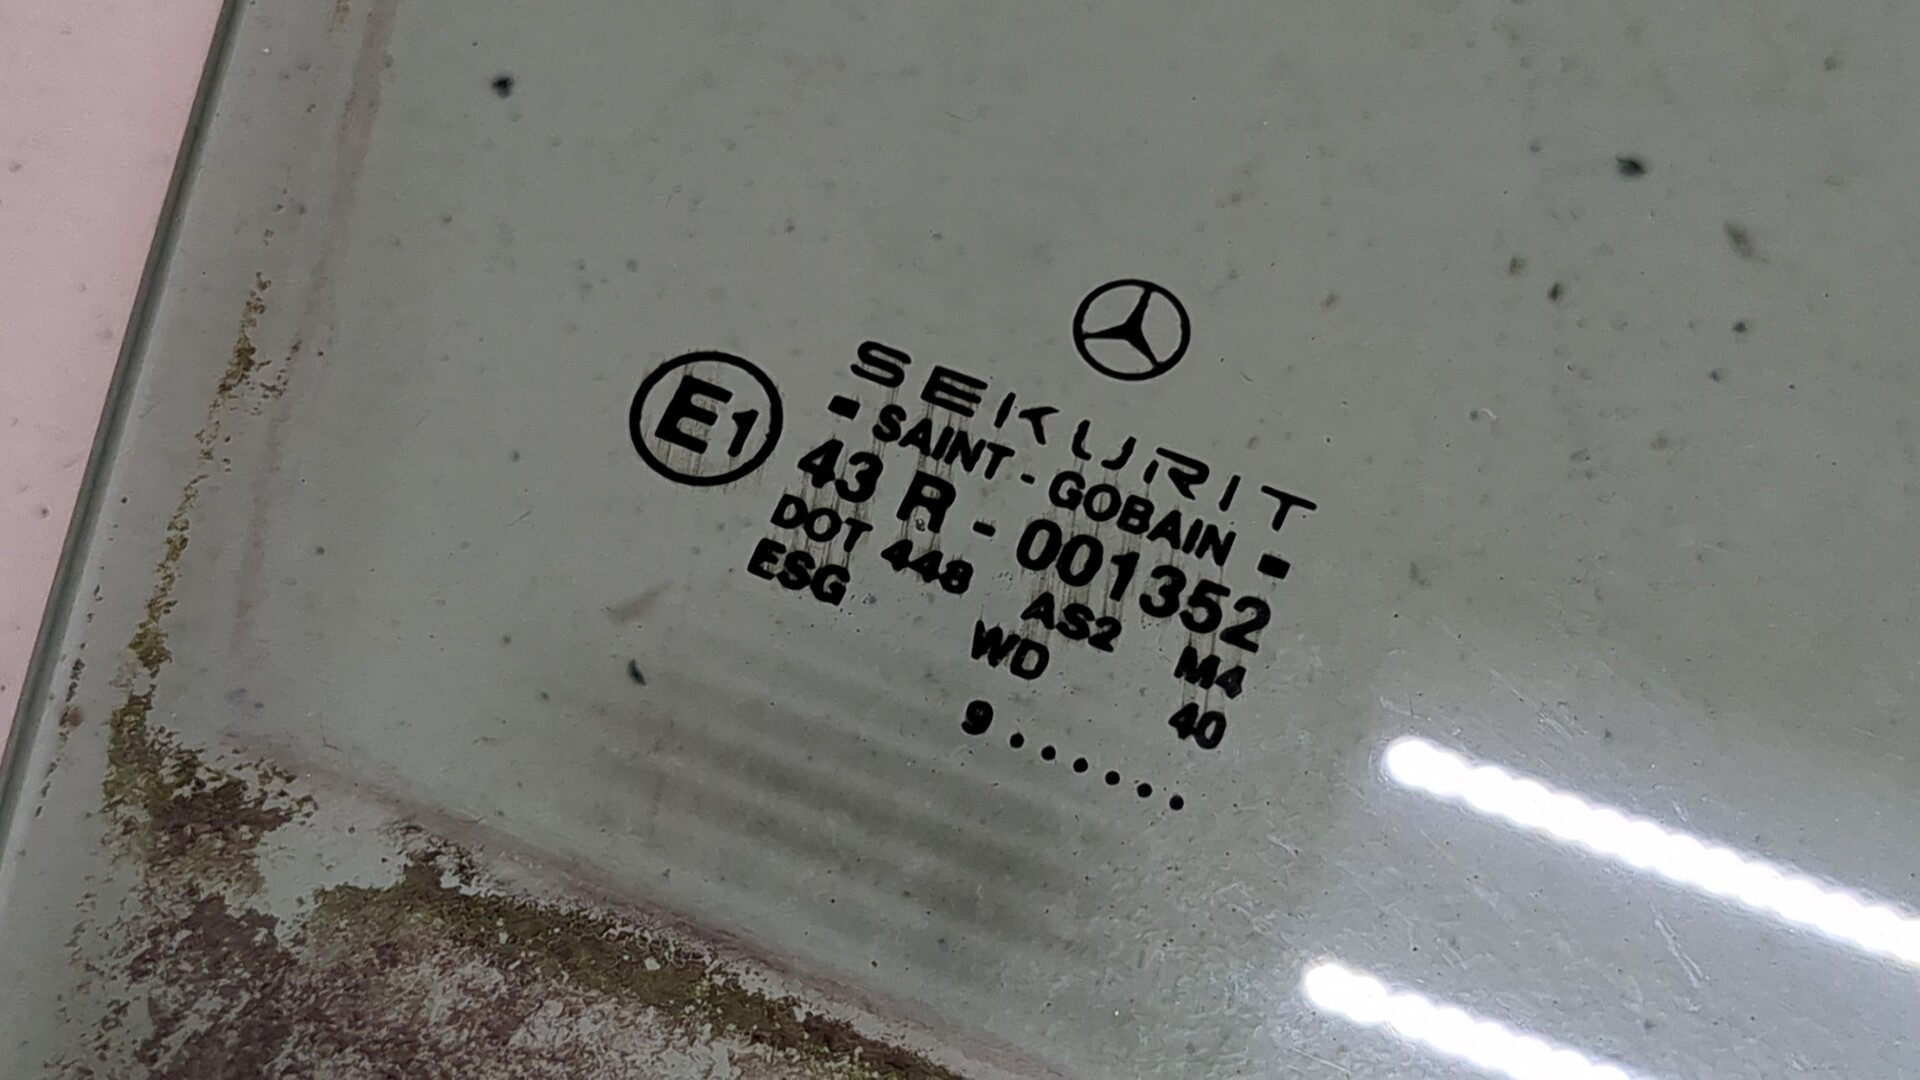 SEKURIT
- SAINT - GOBAIN -
E1
43 R - 001352
DOT 448 AS2 M4
ESG WD 40
9......